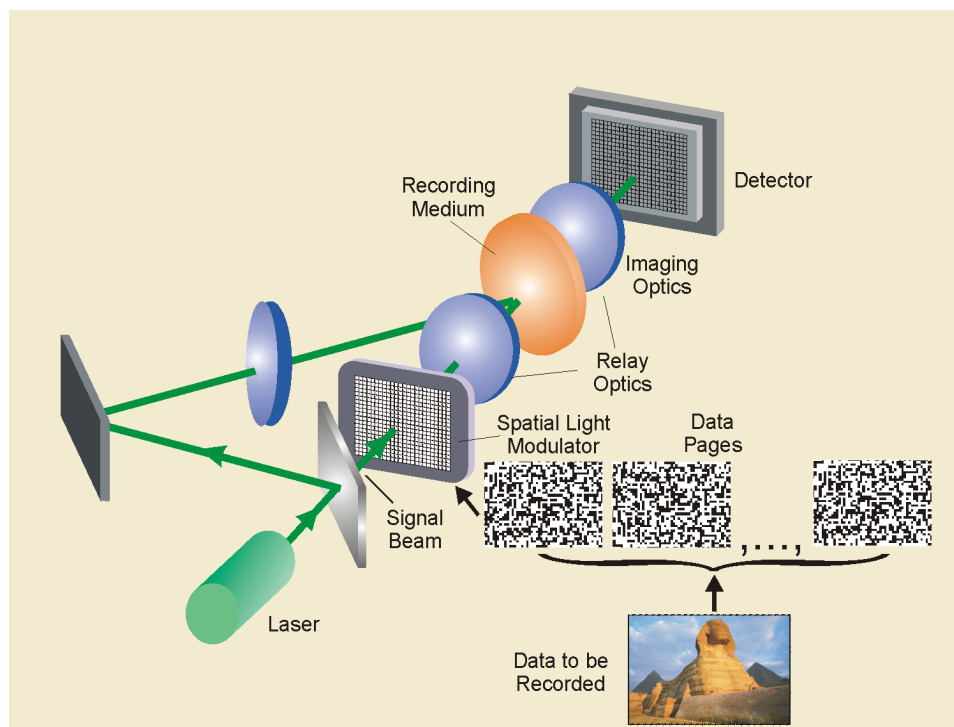 Detector
Recording
Medium
Imaging
Optics
Relay
Optics
Spatial Light
Modulator
Data
Pages
Signal
Beam
,...,
Laser
Data to be
Recorded